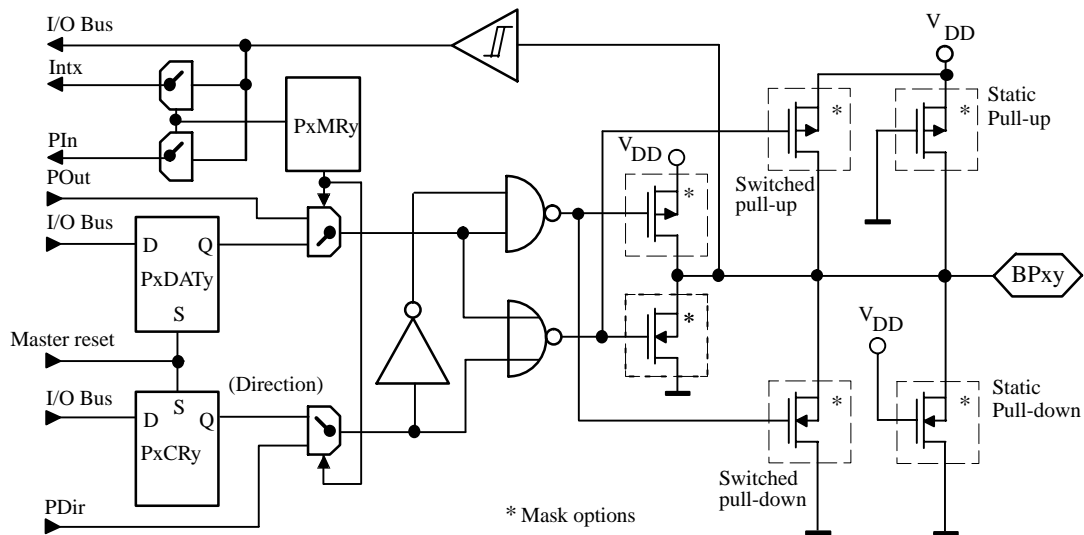 I/O Bus
V
DD
Intx
*
*
Static
Pull-up
PxMRy
PIn
V
DD
POut
*
Switched
pull-up
I/O Bus
D
Q
PxDATy
BPxy
S
*
V
DD
Master reset
(Direction)
I/O Bus
S
D
Q
*
*
Static
Pull-down
PxCRy
Switched
pull-down
PDir
* Mask options